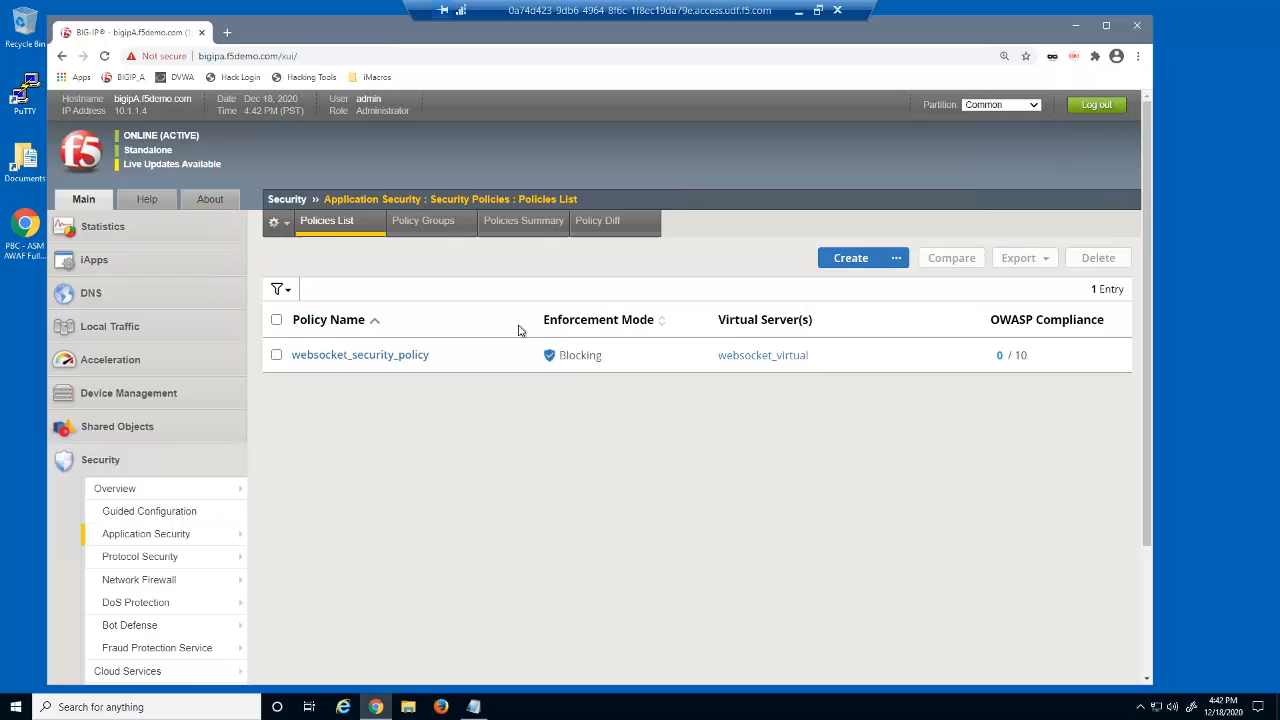 0a74d423-9db6-4964-8f6c-1f8ec19da79e.access.udf.f5.com
Recycle Bin
PuTTY
Documents
PBC - ASM
AWAF Full...
BIG-IP® - bigipA.f5demo.com (1
Not secure
bigipa.f5demo.com/xui/
Apps
BIGIP_A
DVWA
Hack Login
Hacking Tools
iMacros
Hostname bigipA.f5demo.com
Date Dec 18, 2020
User admin
IP Address 10.1.1.4
Time 4:42 PM (PST)
Role Administrator
Partition: Common
Log out
f5
ONLINE (ACTIVE)
Standalone
Live Updates Available
Main
Help
About
Security ›› Application Security : Security Policies : Policies List
Policies List
Policy Groups
Policies Summary
Policy Diff
Statistics
iApps
DNS
Local Traffic
Acceleration
Device Management
Shared Objects
Security
Overview
Guided Configuration
Application Security
Protocol Security
Network Firewall
DoS Protection
Bot Defense
Fraud Protection Service
Cloud Services
Create ...
Compare
Export
Delete
1 Entry
Policy Name
Enforcement Mode
Virtual Server(s)
OWASP Compliance
websocket_security_policy
Blocking
websocket_virtual
0 / 10
Search for anything
4:42 PM
12/18/2020